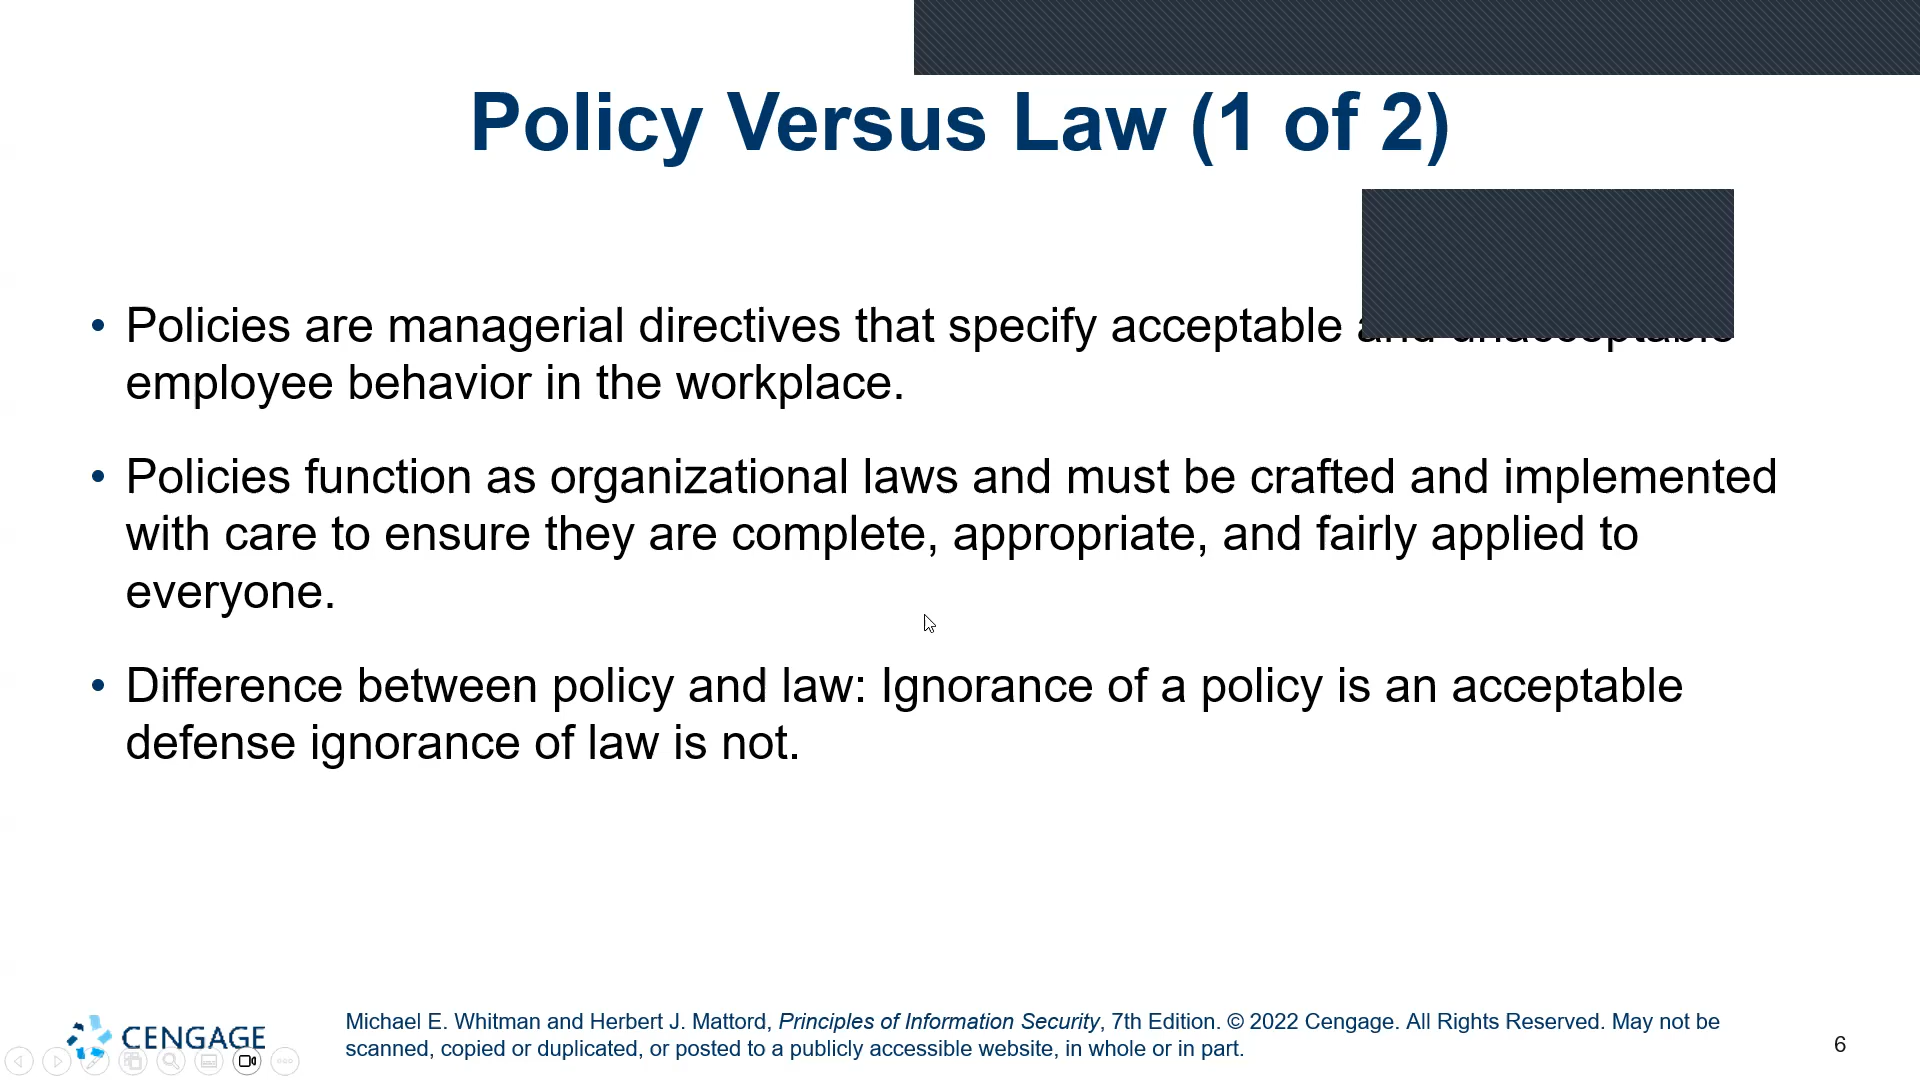 Policy Versus Law (1 of 2)
• Policies are managerial directives that specify acceptable and unacceptable
employee behavior in the workplace.
• Policies function as organizational laws and must be crafted and implemented
with care to ensure they are complete, appropriate, and fairly applied to
everyone.
• Difference between policy and law: Ignorance of a policy is an acceptable
defense ignorance of law is not.
CENGAGE
Michael E. Whitman and Herbert J. Mattord, Principles of Information Security, 7th Edition. © 2022 Cengage. All Rights Reserved. May not be
scanned, copied or duplicated, or posted to a publicly accessible website, in whole or in part.
6